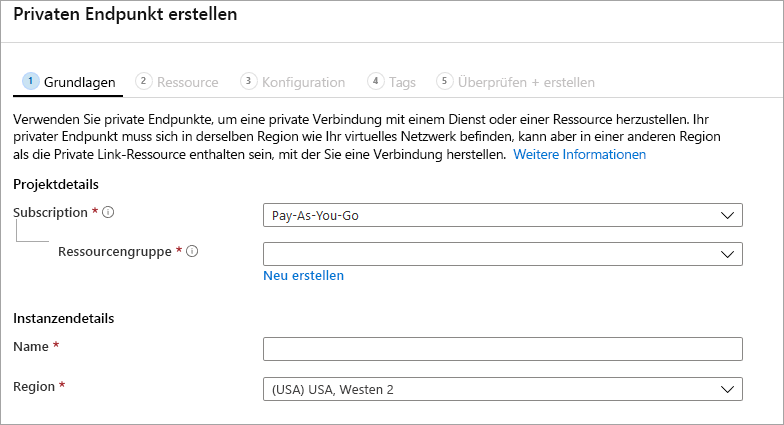 Privaten Endpunkt erstellen
1 Grundlagen 2 Ressource 3 Konfiguration 4 Tags 5 Überprüfen + erstellen
Verwenden Sie private Endpunkte, um eine private Verbindung mit einem Dienst oder einer Ressource herzustellen. Ihr
privater Endpunkt muss sich in derselben Region wie Ihr virtuelles Netzwerk befinden, kann aber in einer anderen Region
als die Private Link-Ressource enthalten sein, mit der Sie eine Verbindung herstellen. Weitere Informationen
Projektdetails
Subscription * Pay-As-You-Go
Ressourcengruppe *
Neu erstellen
Instanzendetails
Name *
Region * (USA) USA, Westen 2